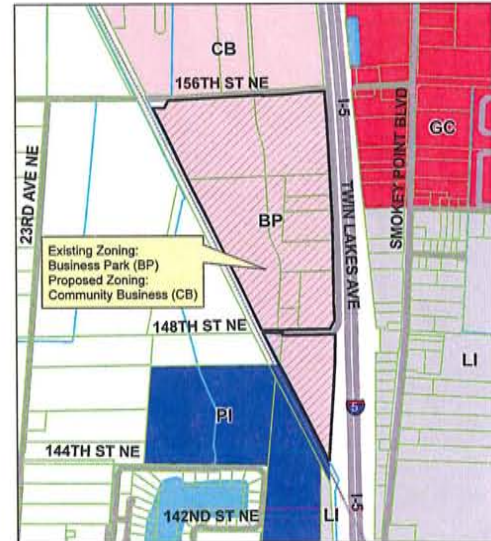 CB
156TH ST NE
I-5
SMOKEY POINT BLVD
GC
23RD AVE NE
TWIN LAKES AVE
BP
Existing Zoning:
Business Park (BP)
Proposed Zoning:
Community Business (CB)
148TH ST NE
LI
PI
5
144TH ST NE
I-5
142ND ST NE
LI